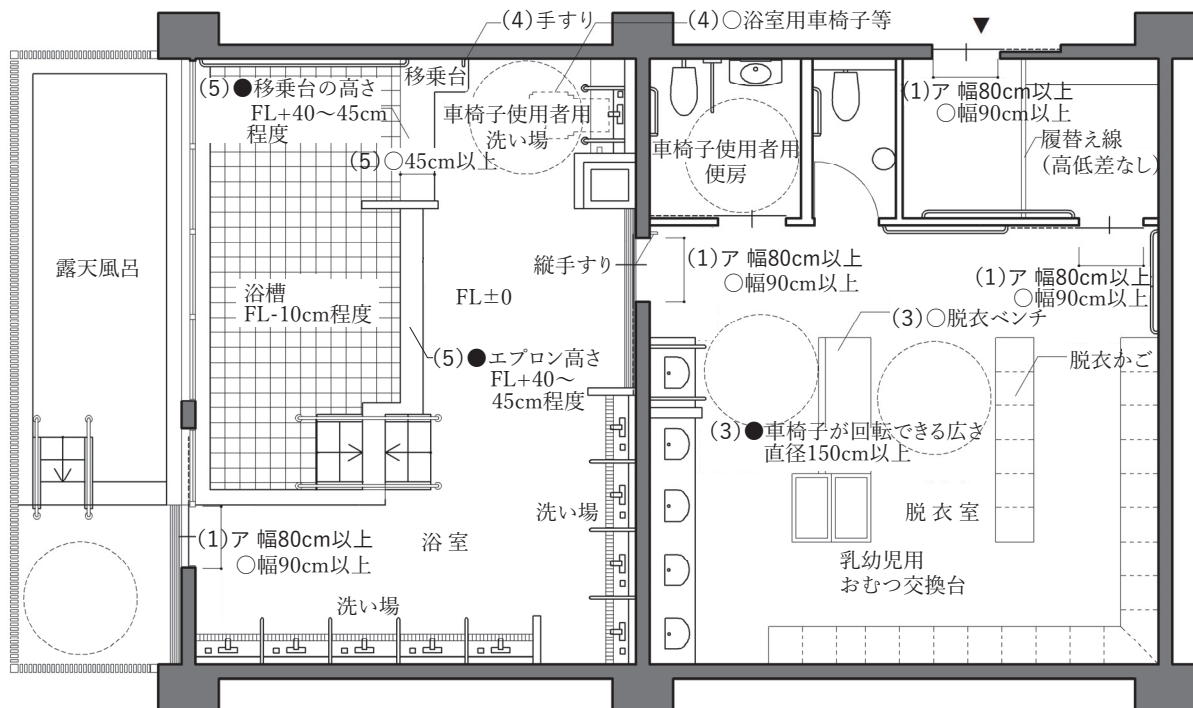 (4)手すり
(4)○浴室用車椅子等
▼
(5)●移乗台の高さ
FL+40～45cm
程度
移乗台
車椅子使用者用
洗い場
(5)○45cm以上
車椅子使用者用
便房
(1)ア 幅80cm以上
○幅90cm以上
履替え線
(高低差なし)
露天風呂
浴槽
FL-10cm程度
FL±0
縦手すり
(1)ア 幅80cm以上
○幅90cm以上
(1)ア 幅80cm以上
○幅90cm以上
(5)●エプロン高さ
FL+40～
45cm程度
(3)○脱衣ベンチ
脱衣かご
(3)●車椅子が回転できる広さ
直径150cm以上
(1)ア 幅80cm以上
○幅90cm以上
浴室
洗い場
洗い場
脱衣室
乳幼児用
おむつ交換台